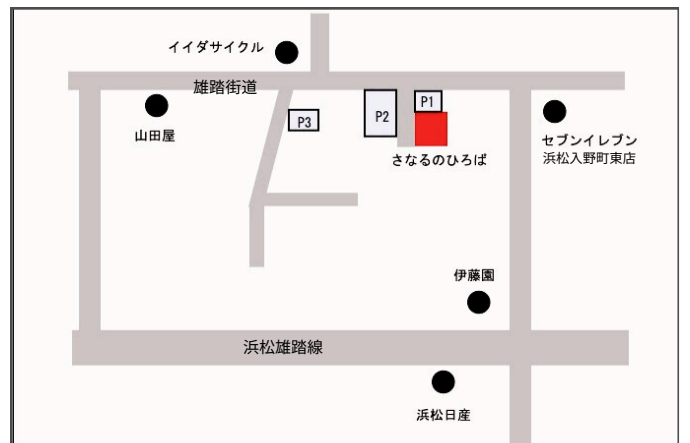 イイダサイクル
雄踏街道
P1
P2
P3
山田屋
セブンイレブン
浜松入野町東店
さなるのひろば
伊藤園
浜松雄踏線
浜松日産